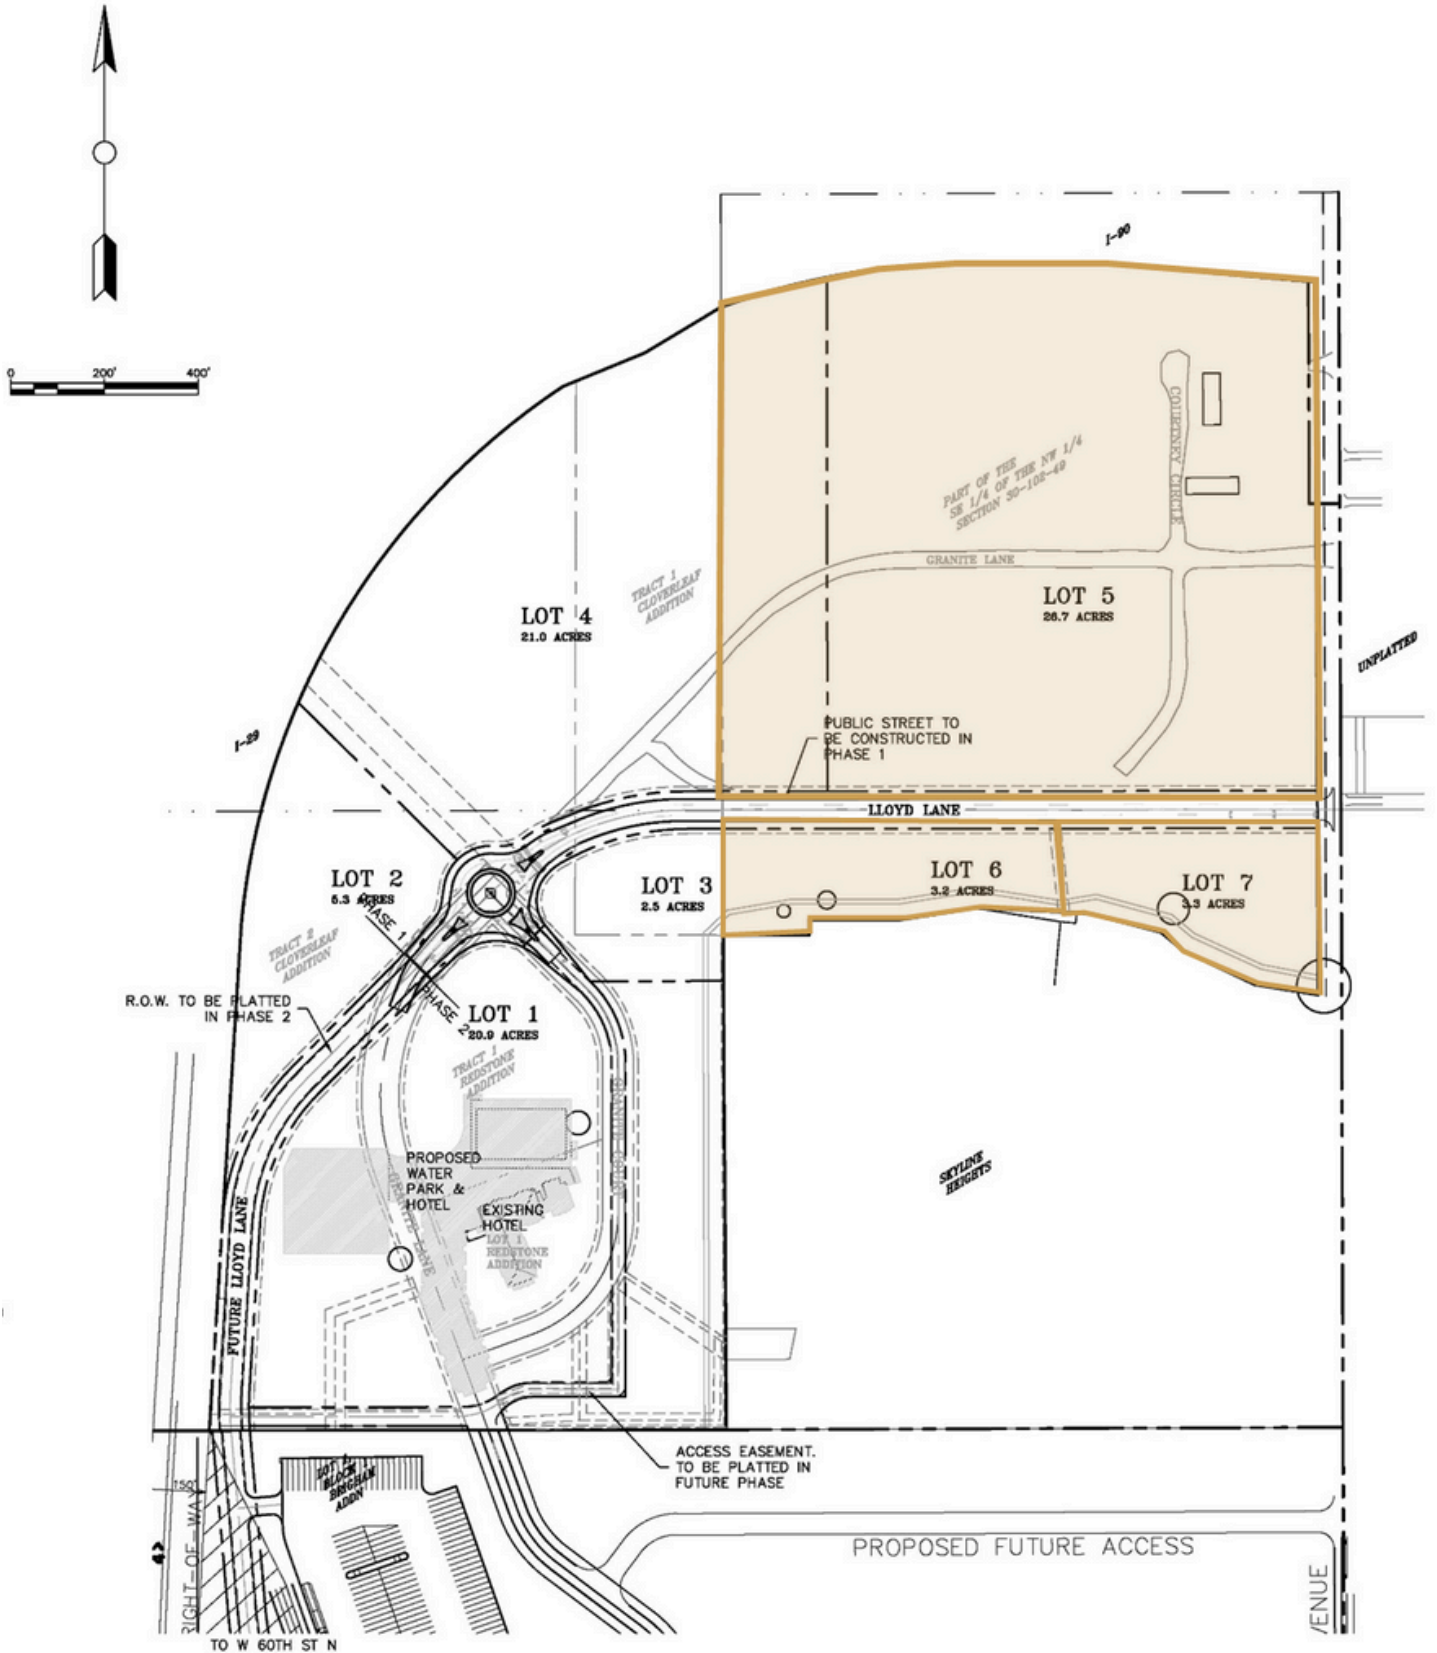 I-90
0 200' 400'
COURTNEY CIRCLE
PART OF THE
SE 1/4 OF THE NW 1/4
SECTION 30-102-49
GRANITE LANE
TRACT 1
CLOVERLEAF
ADDITION
LOT 4
21.0 ACRES
LOT 5
26.7 ACRES
UNPLATTED
I-29
PUBLIC STREET TO
BE CONSTRUCTED IN
PHASE 1
LLOYD LANE
LOT 2
5.3 ACRES
LOT 3
2.5 ACRES
LOT 6
3.2 ACRES
LOT 7
3.3 ACRES
PHASE 1
PHASE 2
TRACT 2
CLOVERLEAF
ADDITION
R.O.W. TO BE PLATTED
IN PHASE 2
LOT 1
20.9 ACRES
TRACT 1
REDSTONE
ADDITION
PROPOSED
WATER
PARK &
HOTEL
GRANITE LANE
EXISTING
HOTEL
LOT 1
REDSTONE
ADDITION
SKYLINE
HEIGHTS
FUTURE LLOYD LANE
ACCESS EASEMENT.
TO BE PLATTED IN
FUTURE PHASE
BLOCK 1
BRIGHAM
ADDN
150'
RIGHT-OF-WAY
PROPOSED FUTURE ACCESS
VENUE
TO W 60TH ST N